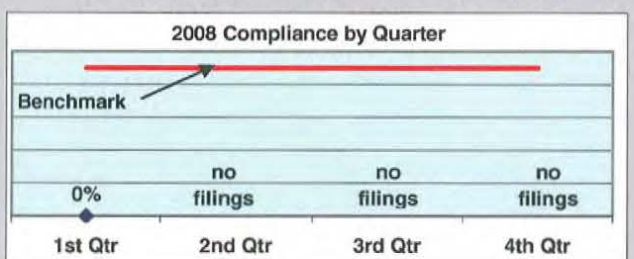 2008 Compliance by Quarter
Benchmark
0%
no filings
no filings
no filings
1st Qtr 2nd Qtr 3rd Qtr 4th Qtr